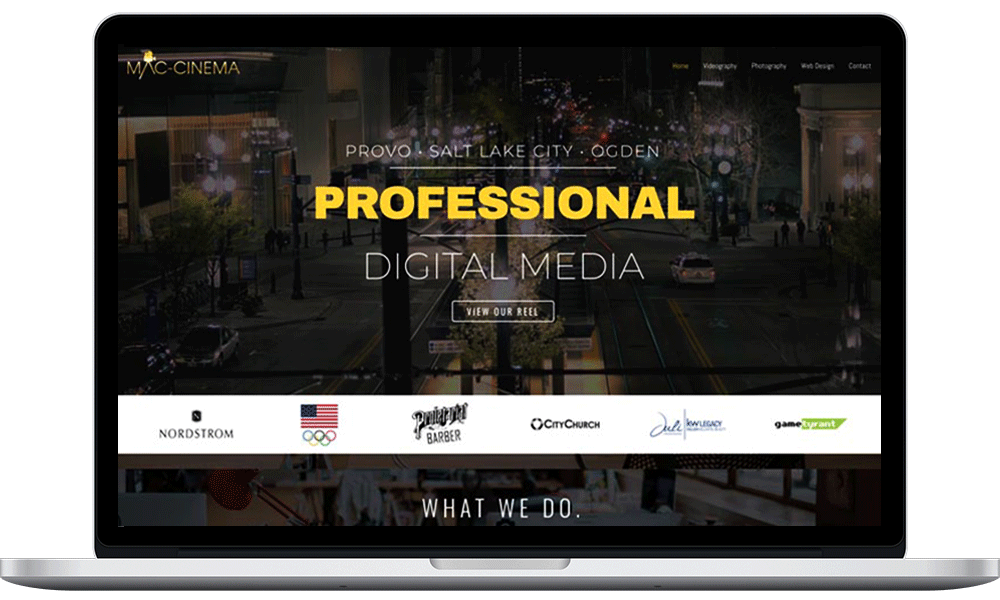 MAC-CINEMA
Home Videography Photography Web Design Contact
PROVO · SALT LAKE CITY · OGDEN
PROFESSIONAL
DIGITAL MEDIA
VIEW OUR REEL
NORDSTROM
BARBER
CITYCHURCH
KW LEGACY
gametyrant
WHAT WE DO.